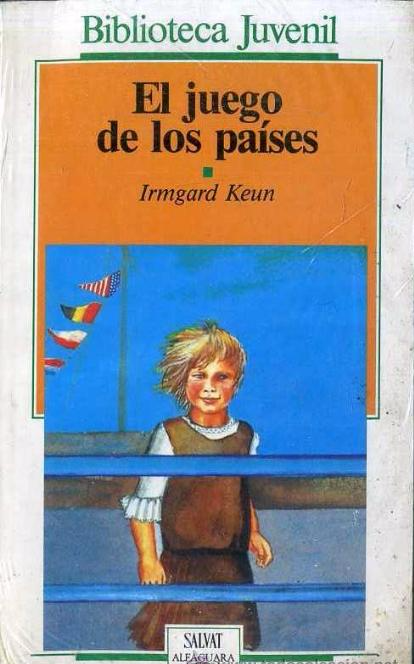 Biblioteca Juvenil
El juego
de los países
Irmgard Keun
SALVAT
ALFAGUARA